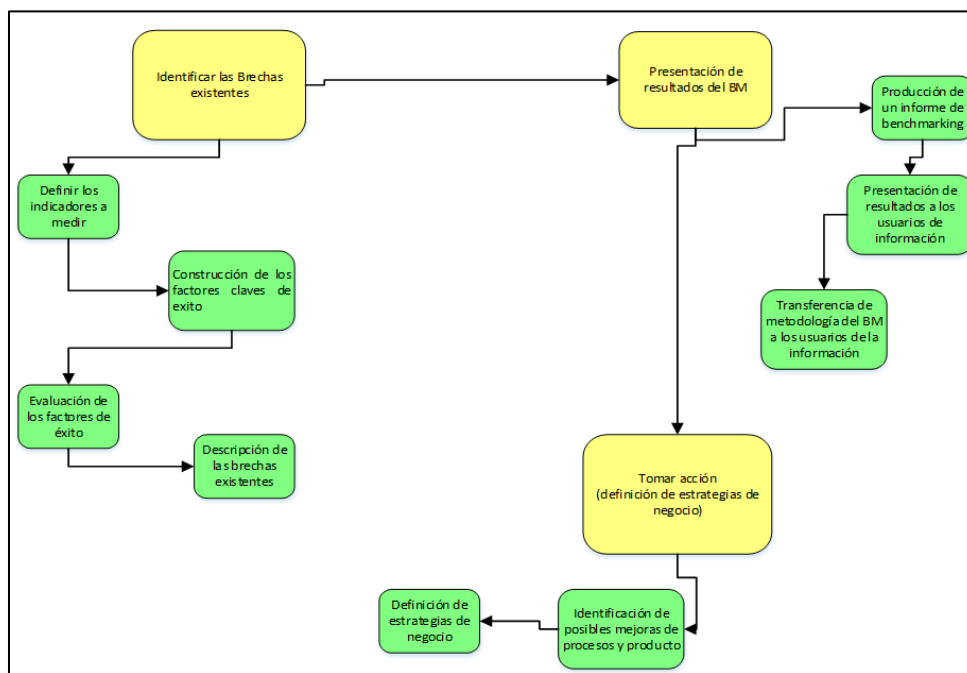 Identificar las Brechas
existentes
Presentación de
resultados del BM
Producción de
un informe de
benchmarking
Definir los
indicadores a
medir
Presentación de
resultados a los
usuarios de
información
Construcción de los
factores claves de
exito
Transferencia de
metodología del BM
a los usuarios de la
información
Evaluación de
los factores de
éxito
Descripción de
las brechas
existentes
Tomar acción
(definición de estrategias de
negocio)
Definición de
estrategias de
negocio
Identificación de
posibles mejoras de
procesos y producto